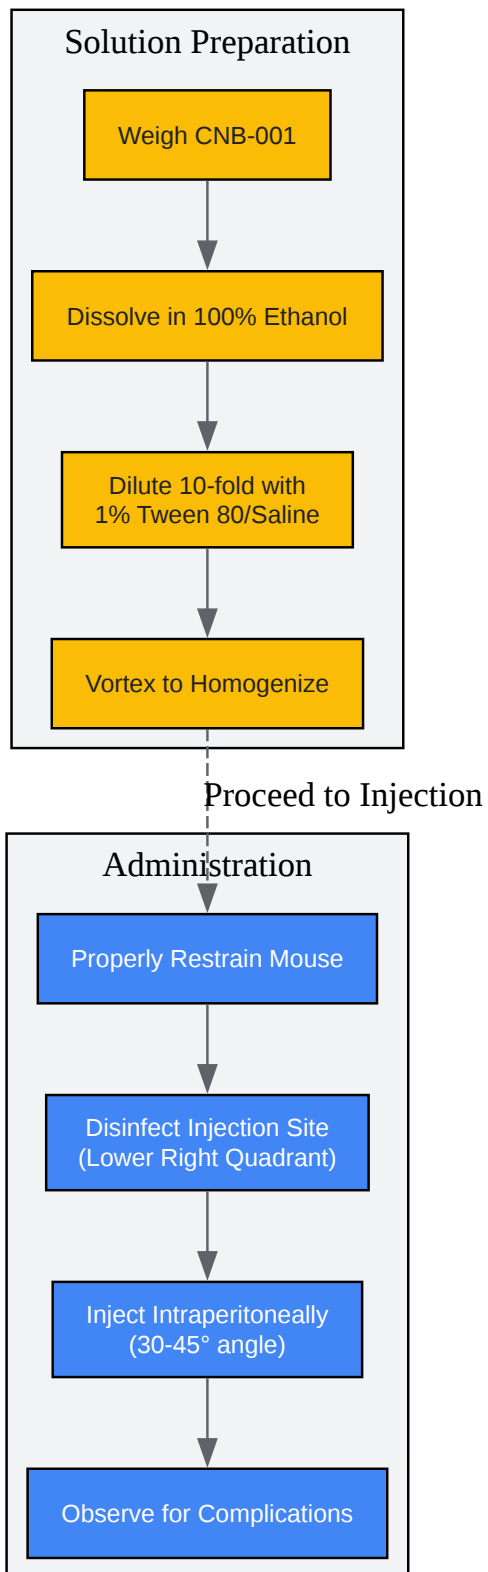 Solution Preparation
Weigh CNB-001
Dissolve in 100% Ethanol
Dilute 10-fold with
1% Tween 80/Saline
Vortex to Homogenize
Proceed to Injection
Administration
Properly Restrain Mouse
Disinfect Injection Site
(Lower Right Quadrant)
Inject Intraperitoneally
(30-45° angle)
Observe for Complications